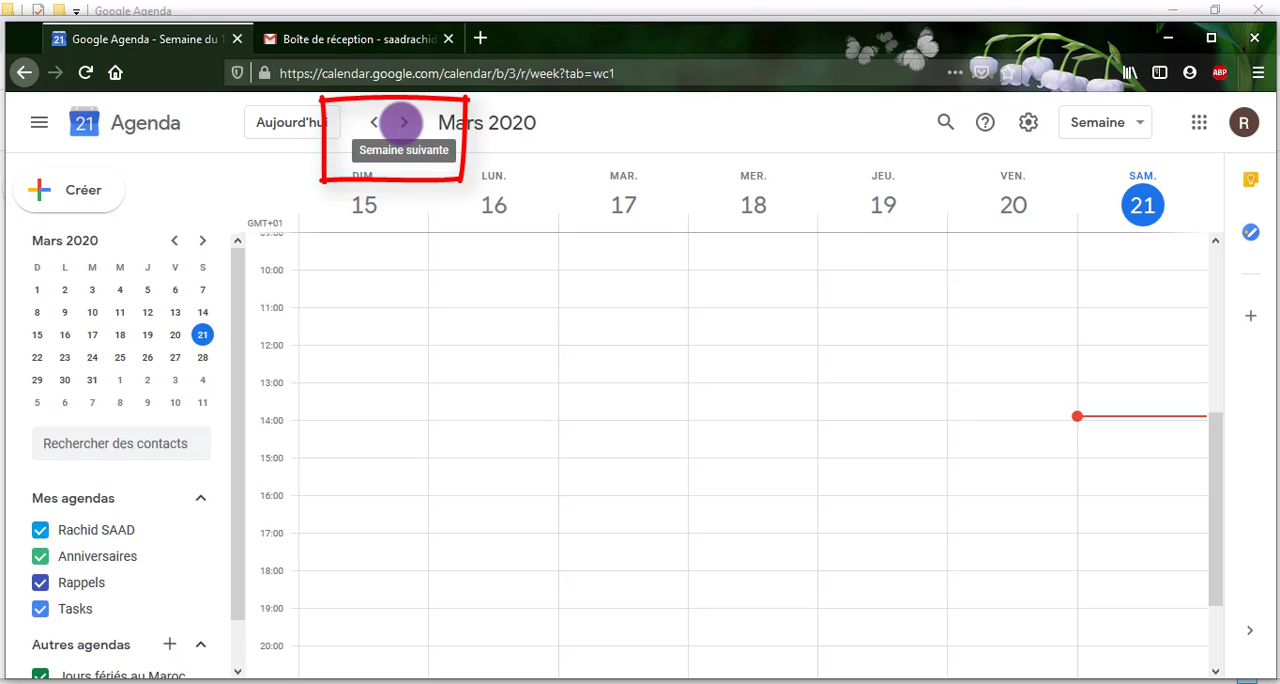 Google Agenda
Google Agenda - Semaine du
Boîte de réception - saadrachid
https://calendar.google.com/calendar/b/3/r/week?tab=wc1
ABP
21 Agenda
Aujourd'hui
Mars 2020
Semaine
R
Semaine suivante
Créer
DIM. LUN. MAR. MER. JEU. VEN. SAM.
15 16 17 18 19 20 21
GMT+01
Mars 2020
D L M M J V S
1 2 3 4 5 6 7
8 9 10 11 12 13 14
15 16 17 18 19 20 21
22 23 24 25 26 27 28
29 30 31 1 2 3 4
5 6 7 8 9 10 11
Rechercher des contacts
Mes agendas
Rachid SAAD
Anniversaires
Rappels
Tasks
Autres agendas
Jours fériés au Maroc
09:00
10:00
11:00
12:00
13:00
14:00
15:00
16:00
17:00
18:00
19:00
20:00